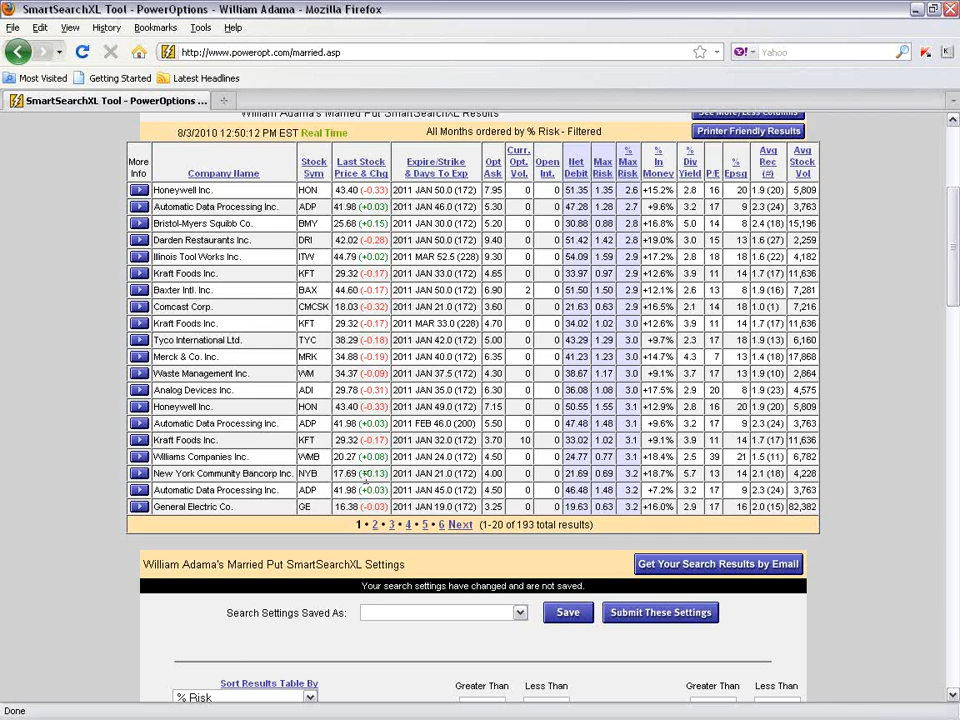 SmartSearchXL Tool - PowerOptions - William Adama - Mozilla Firefox
File Edit View History Bookmarks Tools Help
http://www.poweropt.com/married.asp
Yahoo
Most Visited Getting Started Latest Headlines
SmartSearchXL Tool - PowerOptions ...
William Adama's Married Put SmartSearchXL Results See More/Less Columns
8/3/2010 12:50:12 PM EST Real Time All Months ordered by % Risk - Filtered Printer Friendly Results
More Info Company Name Stock Sym Last Stock Price & Chg Expire/Strike & Days To Exp Opt Ask Curr. Opt. Vol. Open Int. Net Debit Max Risk % Max Risk % In Money % Div Yield P/E % Epsg Avg Rec (#) Avg Stock Vol
Honeywell Inc. HON 43.40 (-0.33) 2011 JAN 50.0 (172) 7.95 0 0 51.35 1.35 2.6 +15.2% 2.8 16 20 1.9 (20) 5,809
Automatic Data Processing Inc. ADP 41.98 (+0.03) 2011 JAN 46.0 (172) 5.30 0 0 47.28 1.28 2.7 +9.6% 3.2 17 9 2.3 (24) 3,763
Bristol-Myers Squibb Co. BMY 25.68 (+0.15) 2011 JAN 30.0 (172) 5.20 0 0 30.88 0.88 2.8 +16.8% 5.0 14 8 2.4 (18) 15,196
Darden Restaurants Inc. DRI 42.02 (-0.28) 2011 JAN 50.0 (172) 9.40 0 0 51.42 1.42 2.8 +19.0% 3.0 15 13 1.6 (27) 2,259
Illinois Tool Works Inc. ITW 44.79 (+0.02) 2011 MAR 52.5 (228) 9.30 0 0 54.09 1.59 2.9 +17.2% 2.8 18 18 1.6 (22) 4,182
Kraft Foods Inc. KFT 29.32 (-0.17) 2011 JAN 33.0 (172) 4.65 0 0 33.97 0.97 2.9 +12.6% 3.9 11 14 1.7 (17) 11,636
Baxter Intl. Inc. BAX 44.60 (-0.17) 2011 JAN 50.0 (172) 6.90 2 0 51.50 1.50 2.9 +12.1% 2.6 13 8 1.9 (16) 7,281
Comcast Corp. CMCSK 18.03 (-0.32) 2011 JAN 21.0 (172) 3.60 0 0 21.63 0.63 2.9 +16.5% 2.1 14 18 1.0 (1) 7,216
Kraft Foods Inc. KFT 29.32 (-0.17) 2011 MAR 33.0 (228) 4.70 0 0 34.02 1.02 3.0 +12.6% 3.9 11 14 1.7 (17) 11,636
Tyco International Ltd. TYC 38.29 (-0.18) 2011 JAN 42.0 (172) 5.00 0 0 43.29 1.29 3.0 +9.7% 2.3 17 18 1.9 (13) 6,160
Merck & Co. Inc. MRK 34.88 (-0.19) 2011 JAN 40.0 (172) 6.35 0 0 41.23 1.23 3.0 +14.7% 4.3 7 13 1.4 (18) 17,868
Waste Management Inc. WM 34.37 (-0.09) 2011 JAN 37.5 (172) 4.30 0 0 38.67 1.17 3.0 +9.1% 3.7 17 13 1.9 (10) 2,864
Analog Devices Inc. ADI 29.78 (-0.31) 2011 JAN 35.0 (172) 6.30 0 0 36.08 1.08 3.0 +17.5% 2.9 20 8 1.9 (23) 4,575
Honeywell Inc. HON 43.40 (-0.33) 2011 JAN 49.0 (172) 7.15 0 0 50.55 1.55 3.1 +12.9% 2.8 16 20 1.9 (20) 5,809
Automatic Data Processing Inc. ADP 41.98 (+0.03) 2011 FEB 46.0 (200) 5.50 0 0 47.48 1.48 3.1 +9.6% 3.2 17 9 2.3 (24) 3,763
Kraft Foods Inc. KFT 29.32 (-0.17) 2011 JAN 32.0 (172) 3.70 10 0 33.02 1.02 3.1 +9.1% 3.9 11 14 1.7 (17) 11,636
Williams Companies Inc. WMB 20.27 (+0.08) 2011 JAN 24.0 (172) 4.50 0 0 24.77 0.77 3.1 +18.4% 2.5 39 21 1.5 (11) 6,782
New York Community Bancorp Inc. NYB 17.69 (+0.13) 2011 JAN 21.0 (172) 4.00 0 0 21.69 0.69 3.2 +18.7% 5.7 13 14 2.1 (18) 4,228
Automatic Data Processing Inc. ADP 41.98 (+0.03) 2011 JAN 45.0 (172) 4.50 0 0 46.48 1.48 3.2 +7.2% 3.2 17 9 2.3 (24) 3,763
General Electric Co. GE 16.38 (-0.03) 2011 JAN 19.0 (172) 3.25 0 0 19.63 0.63 3.2 +16.0% 2.9 17 16 2.0 (15) 82,382
1 • 2 • 3 • 4 • 5 • 6 Next (1-20 of 193 total results)
William Adama's Married Put SmartSearchXL Settings Get Your Search Results by Email
Your search settings have changed and are not saved.
Search Settings Saved As: Save Submit These Settings
Sort Results Table By Greater Than Less Than Greater Than Less Than
% Risk
Done